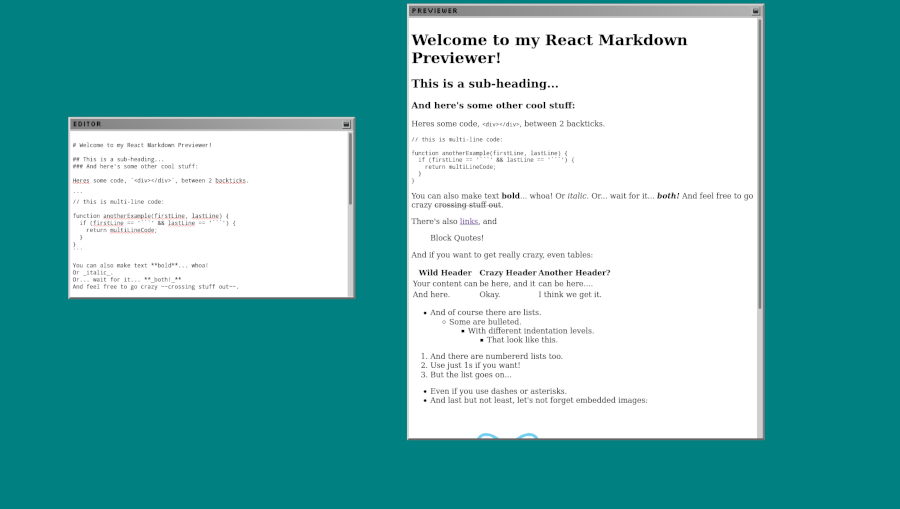 EDITOR
# Welcome to my React Markdown Previewer!
## This is a sub-heading...
### And here's some other cool stuff:
Heres some code, `<div></div>`, between 2 backticks.
```
// this is multi-line code:
function anotherExample(firstLine, lastLine) {
if (firstLine == '```' && lastLine == '```') {
return multiLineCode;
}
}
```
You can also make text **bold**... whoa!
Or _italic_.
Or... wait for it... **_both!_**
And feel free to go crazy ~~crossing stuff out~~.
PREVIEWER
Welcome to my React Markdown
Previewer!
This is a sub-heading...
And here's some other cool stuff:
Heres some code, <div></div>, between 2 backticks.
// this is multi-line code:
function anotherExample(firstLine, lastLine) {
if (firstLine == '```' && lastLine == '```') {
return multiLineCode;
}
}
You can also make text bold... whoa! Or italic. Or... wait for it... both! And feel free to go
crazy crossing stuff out.
There's also links, and
Block Quotes!
And if you want to get really crazy, even tables:
Wild Header Crazy Header Another Header?
Your content can be here, and it can be here....
And here. Okay. I think we get it.
And of course there are lists.
Some are bulleted.
With different indentation levels.
That look like this.
1. And there are numbererd lists too.
2. Use just 1s if you want!
3. But the list goes on...
Even if you use dashes or asterisks.
And last but not least, let's not forget embedded images: